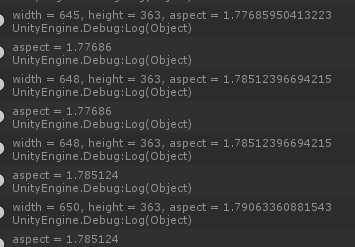 width = 645, height = 363, aspect = 1.77685950413223
UnityEngine.Debug:Log(Object)
aspect = 1.77686
UnityEngine.Debug:Log(Object)
width = 648, height = 363, aspect = 1.78512396694215
UnityEngine.Debug:Log(Object)
aspect = 1.77686
UnityEngine.Debug:Log(Object)
width = 648, height = 363, aspect = 1.78512396694215
UnityEngine.Debug:Log(Object)
aspect = 1.785124
UnityEngine.Debug:Log(Object)
width = 650, height = 363, aspect = 1.79063360881543
UnityEngine.Debug:Log(Object)
aspect = 1.785124